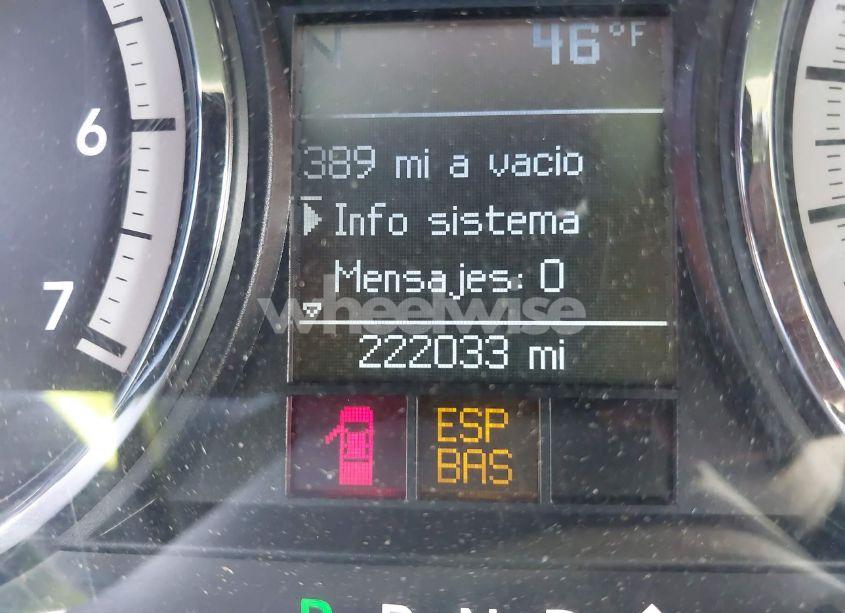 N 46°F
6
389 mi a vacio
Info sistema
Mensajes: 0
7
wheelwise
222033 mi
ESP
BAS
P R N D